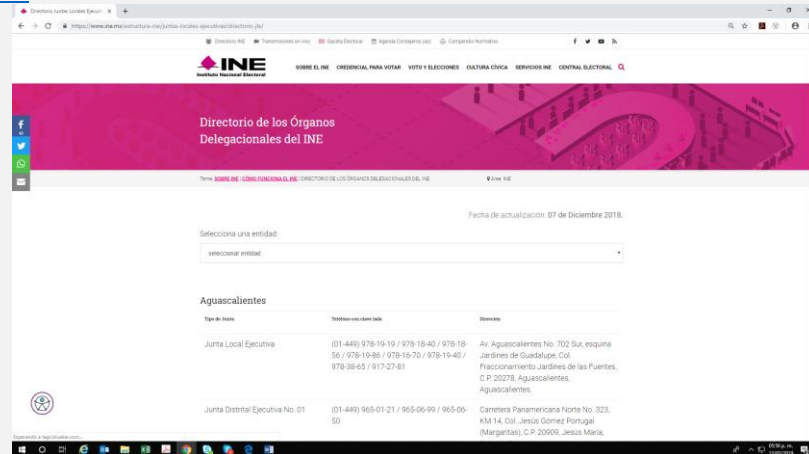 Directorio Juntas Locales Ejecuti
https://www.ine.mx/estructura-ine/juntas-locales-ejecutivas/directorio-jle/
Directorio INE Transmisiones en vivo Gaceta Electoral Agenda Consejeros (as) Compendio Normativo
INE
Instituto Nacional Electoral
SOBRE EL INE CREDENCIAL PARA VOTAR VOTO Y ELECCIONES CULTURA CÍVICA SERVICIOS INE CENTRAL ELECTORAL
Directorio de los Órganos
Delegacionales del INE
Tema: SOBRE INE | CÓMO FUNCIONA EL INE | DIRECTORIO DE LOS ÓRGANOS DELEGACIONALES DEL INE Área: INE
Fecha de actualización: 07 de Diciembre 2018.
Selecciona una entidad:
seleccionar entidad
Aguascalientes
Tipo de Junta Teléfono con clave lada Dirección
Junta Local Ejecutiva (01-449) 978-19-19 / 978-18-40 / 978-18- Av. Aguascalientes No. 702 Sur, esquina
56 / 978-19-86 / 978-16-70 / 978-19-40 / Jardines de Guadalupe, Col.
978-38-65 / 917-27-81 Fraccionamiento Jardines de las Fuentes,
C.P. 20278, Aguascalientes,
Aguascalientes.
Junta Distrital Ejecutiva No. 01 (01-449) 965-01-21 / 965-06-99 / 965-06- Carretera Panamericana Norte No. 323,
50 KM 14, Col. Jesús Gómez Portugal
(Margaritas), C.P. 20909, Jesús María,
05:59 p. m.